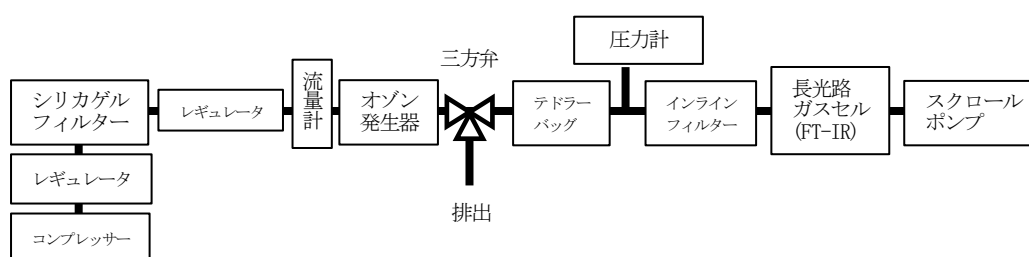 圧力計
三方弁
シリカゲル
フィルター
レギュレータ
流量計
オゾン
発生器
テドラー
バッグ
インライン
フィルター
長光路
ガスセル
(FT-IR)
スクロール
ポンプ
レギュレータ
排出
コンプレッサー